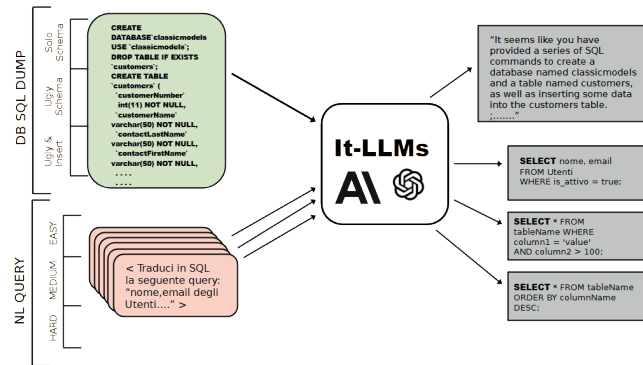 DB SQL DUMP
Solo
Schema
Ugly
Schema
Ugly &
Insert
CREATE
DATABASE`classicmodels
USE `classicmodels`;
DROP TABLE IF EXISTS
`customers`;
CREATE TABLE
`customers` (
`customerNumber`
int(11) NOT NULL,
`customerName`
varchar(50) NOT NULL,
`contactLastName`
varchar(50) NOT NULL,
`contactFirstName`
varchar(50) NOT NULL,
. . . .
. . . .
NL QUERY
EASY
MEDIUM
HARD
< Traduci in SQL
la seguente query:
“nome,email degli
Utenti....” >
It-LLMs
A\
“It seems like you have
provided a series of SQL
commands to create a
database named classicmodels
and a table named customers,
as well as inserting some data
into the customers table.
;.......”
SELECT nome, email
FROM Utenti
WHERE is_attivo = true;
SELECT * FROM
tableName WHERE
column1 = 'value'
AND column2 > 100;
SELECT * FROM tableName
ORDER BY columnName
DESC;